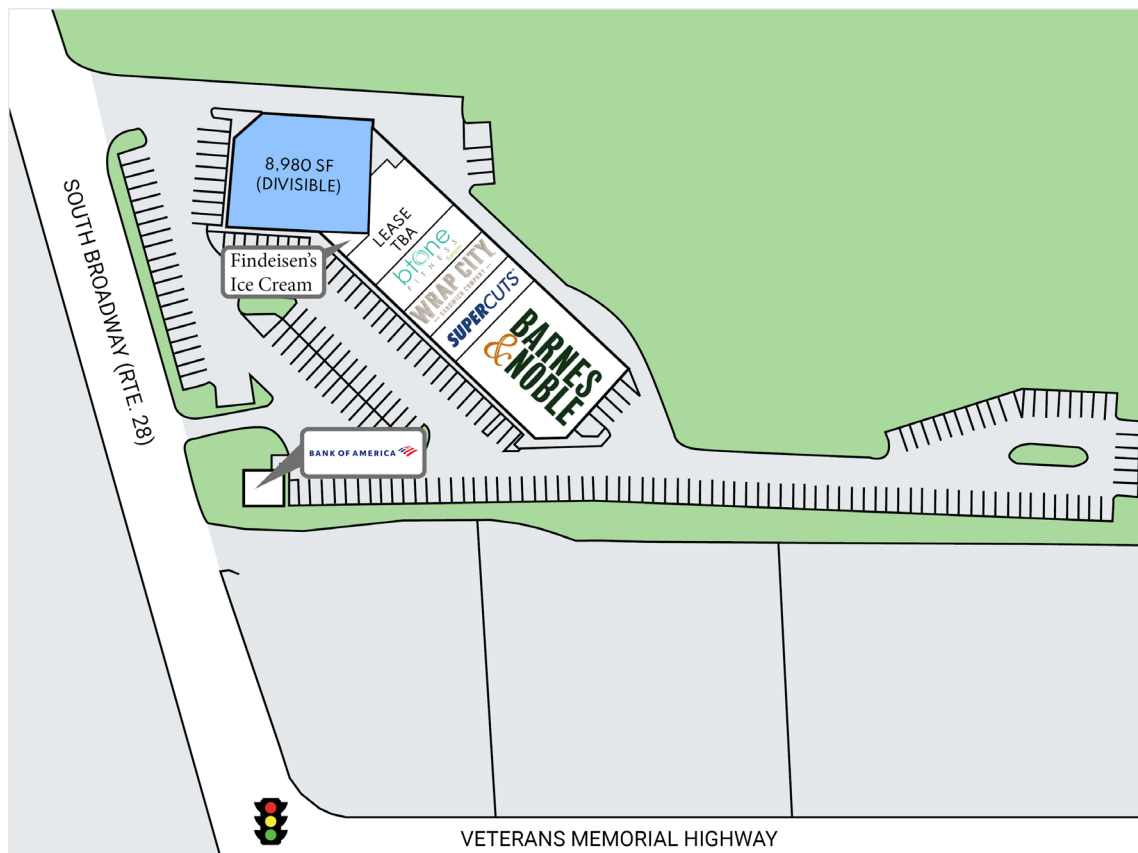 8,980 SF
(DIVISIBLE)
LEASE
TBA
Findeisen's
Ice Cream
btone
FITNESS
WRAP CITY
SANDWICH COMPANY
SUPERCUTS
BARNES
& NOBLE
SOUTH BROADWAY (RTE. 28)
BANK OF AMERICA
VETERANS MEMORIAL HIGHWAY